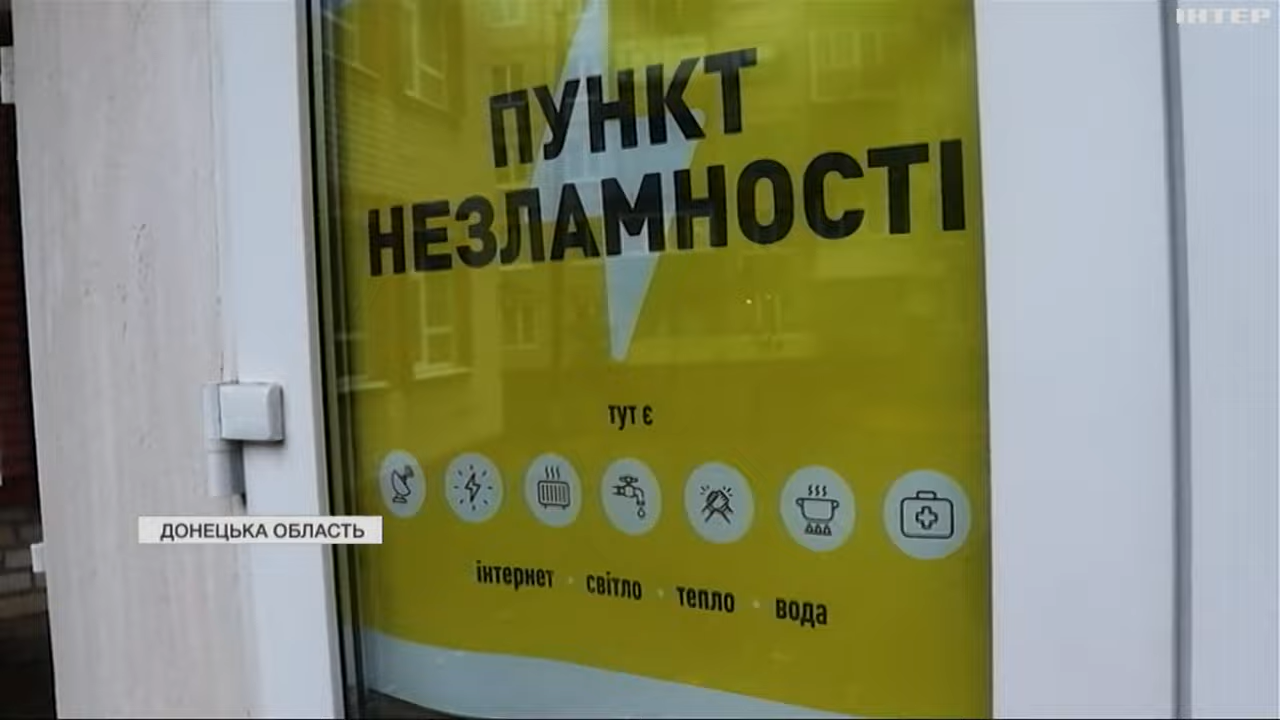 ІНТЕР
ПУНКТ
НЕЗЛАМНОСТІ
тут є
ДОНЕЦЬКА ОБЛАСТЬ
інтернет · світло · тепло · вода